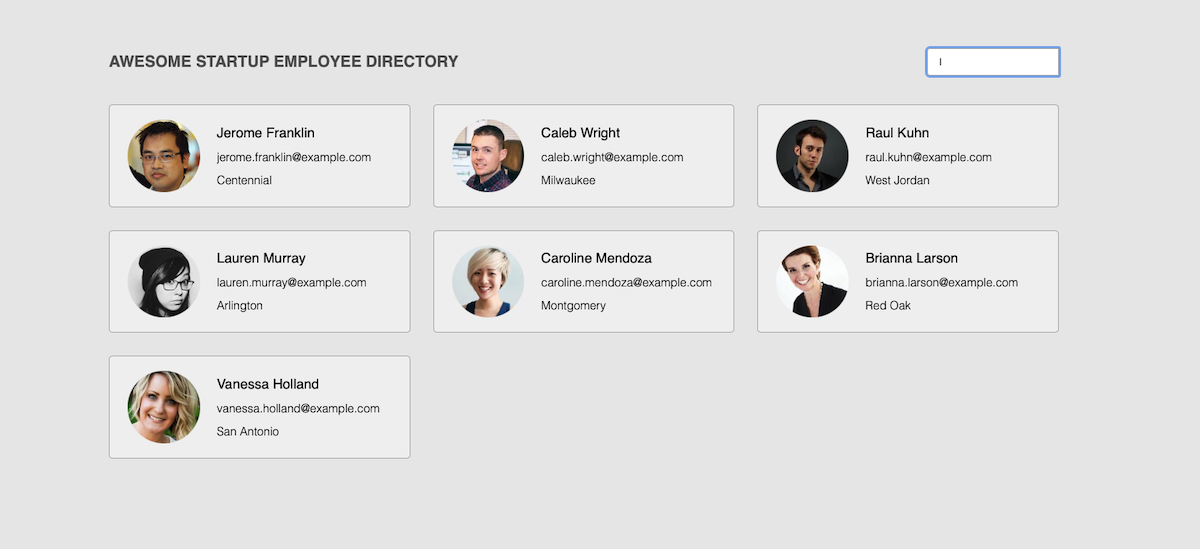 AWESOME STARTUP EMPLOYEE DIRECTORY
l
Jerome Franklin
jerome.franklin@example.com
Centennial
Caleb Wright
caleb.wright@example.com
Milwaukee
Raul Kuhn
raul.kuhn@example.com
West Jordan
Lauren Murray
lauren.murray@example.com
Arlington
Caroline Mendoza
caroline.mendoza@example.com
Montgomery
Brianna Larson
brianna.larson@example.com
Red Oak
Vanessa Holland
vanessa.holland@example.com
San Antonio